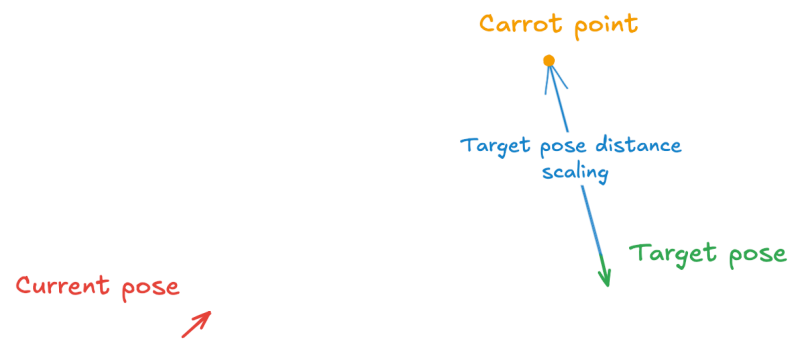 Carrot point
Target pose distance
scaling
Target pose
Current pose